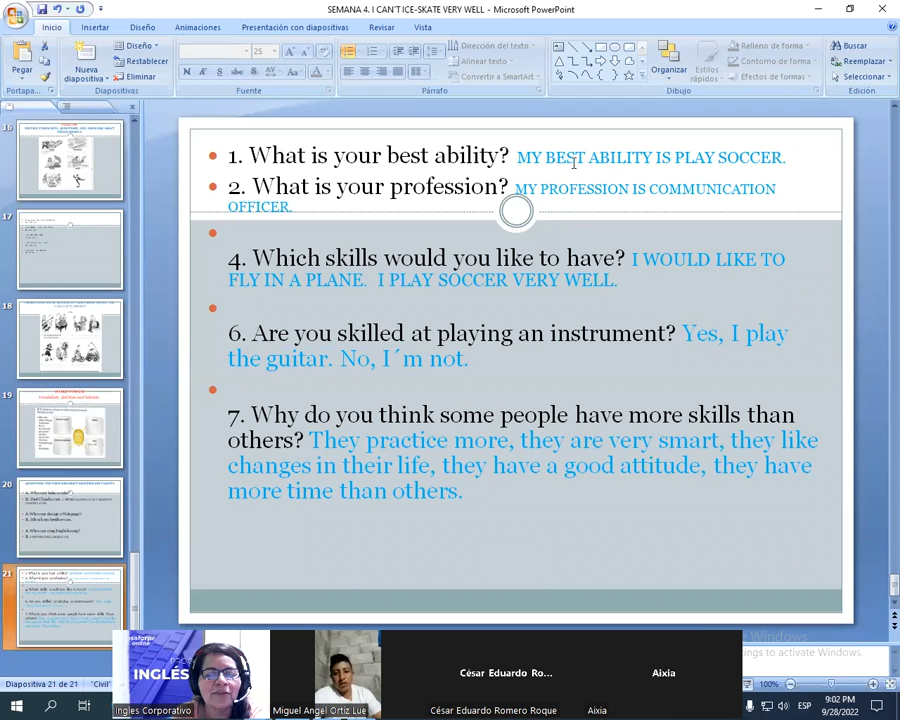 SEMANA 4. I CAN'T ICE-SKATE VERY WELL - Microsoft PowerPoint
Inicio Insertar Diseño Animaciones Presentación con diapositivas Revisar Vista
Pegar
Nueva diapositiva
Diseño
Restablecer
Eliminar
25
Dirección del texto
Alinear texto
Convertir a SmartArt
Organizar
Estilos rápidos
Relleno de forma
Contorno de forma
Efectos de formas
Buscar
Reemplazar
Seleccionar
Portapa... Diapositivas Fuente Párrafo Dibujo Edición
16
17
18
19
20
21
1. What is your best ability? MY BEST ABILITY IS PLAY SOCCER.
2. What is your profession? MY PROFESSION IS COMMUNICATION
OFFICER.
4. Which skills would you like to have? I WOULD LIKE TO
FLY IN A PLANE. I PLAY SOCCER VERY WELL.
6. Are you skilled at playing an instrument? Yes, I play
the guitar. No, I´m not.
7. Why do you think some people have more skills than
others? They practice more, they are very smart, they like
changes in their life, they have a good attitude, they have
more time than others.
INGLÉS
Ingles Corporativo
Miguel Angel Ortiz Lue
César Eduardo Ro...
César Eduardo Romero Roque
Aixia
Aixia
Diapositiva 21 de 21 "Civil"
100%
ESP
9:02 PM
9/28/2022